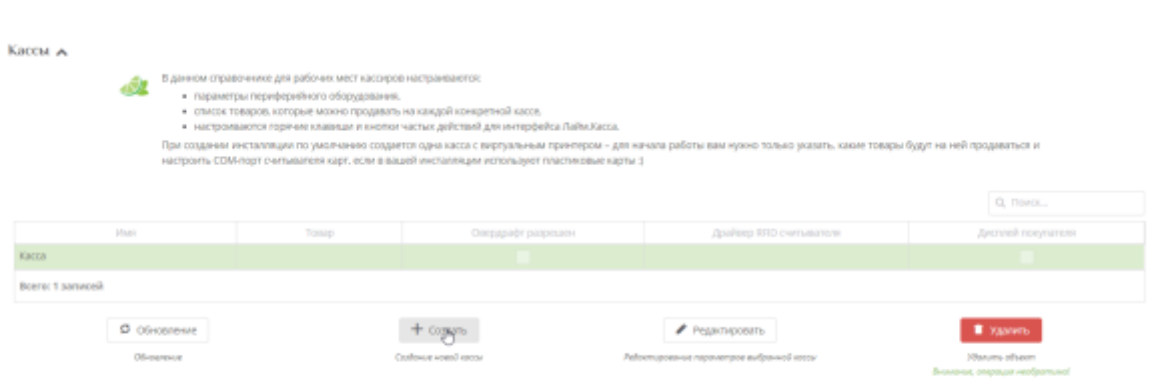 Кассы
В данном справочнике для рабочих мест кассиров настраиваются:
• параметры периферийного оборудования.
• список товаров, которые можно продавать на каждой конкретной кассе,
• настроиваются горячие клавиши и кнопки частых действий для интерфейса Лайм.Касса.
При создании инсталляции по умолчанию создается одна касса с виртуальным принтером – для начала работы вам нужно только указать, какие товары будут на ней продаваться и
настроить COM-порт считывателя карт, если в вашей инсталляции используют пластиковые карты :)
Поиск...
Имя Товар Овердрафт разрешен Драйвер считывателя Дисплей покупателя
Касса
Всего: 1 записей
Обновление Создать Редактировать Удалить
Обновление Создание новой кассы Редактирование параметров выбранной кассы Удалить объект
Внимание, операция необратима!